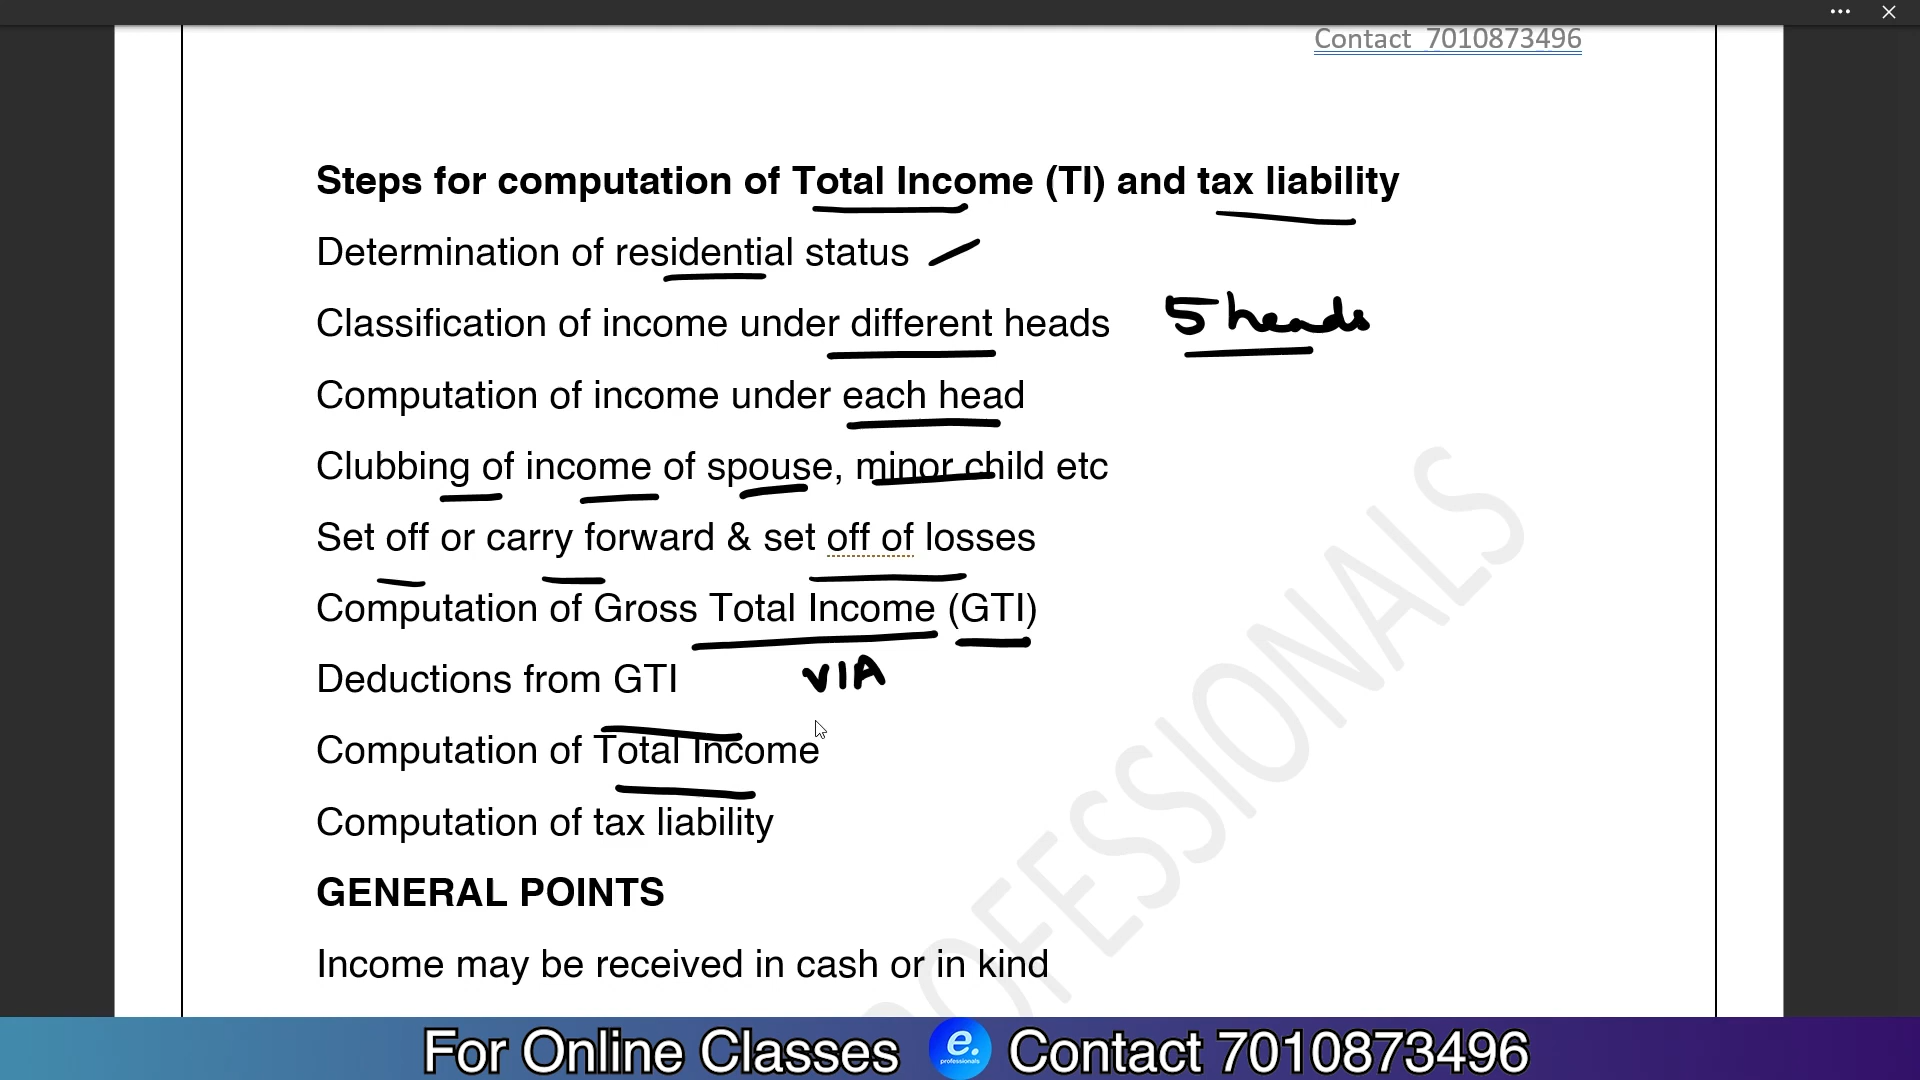 Contact 7010873496
Steps for computation of Total Income (TI) and tax liability
Determination of residential status
Classification of income under different heads 5 heads
Computation of income under each head
Clubbing of income of spouse, minor child etc
Set off or carry forward & set off of losses
Computation of Gross Total Income (GTI)
Deductions from GTI VIA
Computation of Total Income
Computation of tax liability
GENERAL POINTS
Income may be received in cash or in kind
PROFESSIONALS
For Online Classes e. professionals Contact 7010873496